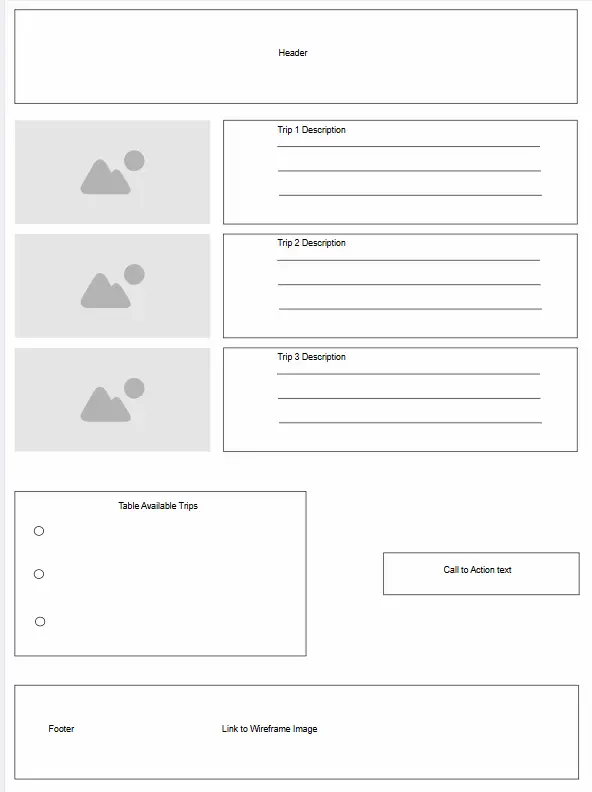 Header
Trip 1 Description
Trip 2 Description
Trip 3 Description
Table Available Trips
Call to Action text
Footer
Link to Wireframe Image